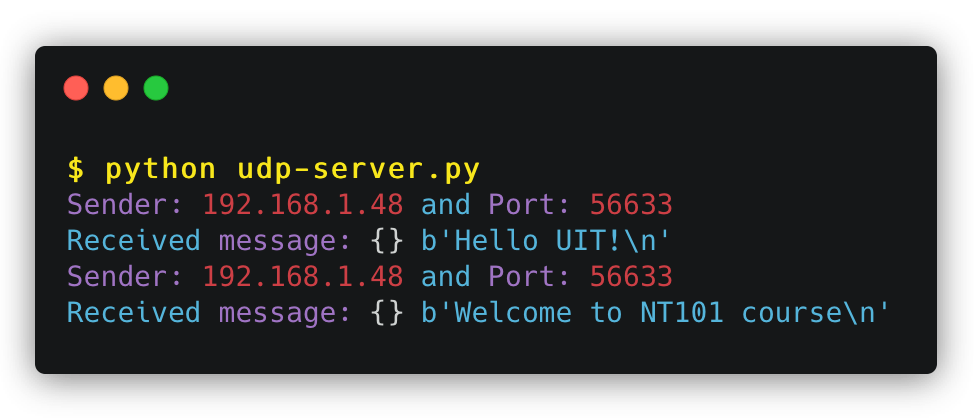 $ python udp-server.py
Sender: 192.168.1.48 and Port: 56633
Received message: {} b'Hello UIT!\n'
Sender: 192.168.1.48 and Port: 56633
Received message: {} b'Welcome to NT101 course\n'